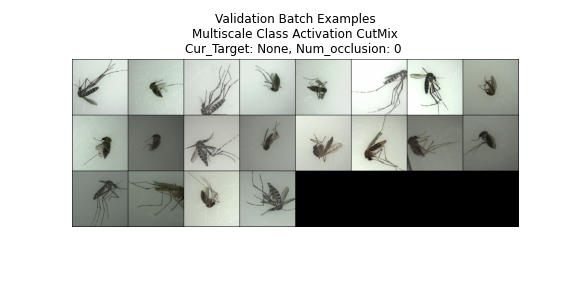 Validation Batch Examples
Multiscale Class Activation CutMix
Cur_Target: None, Num_occlusion: 0